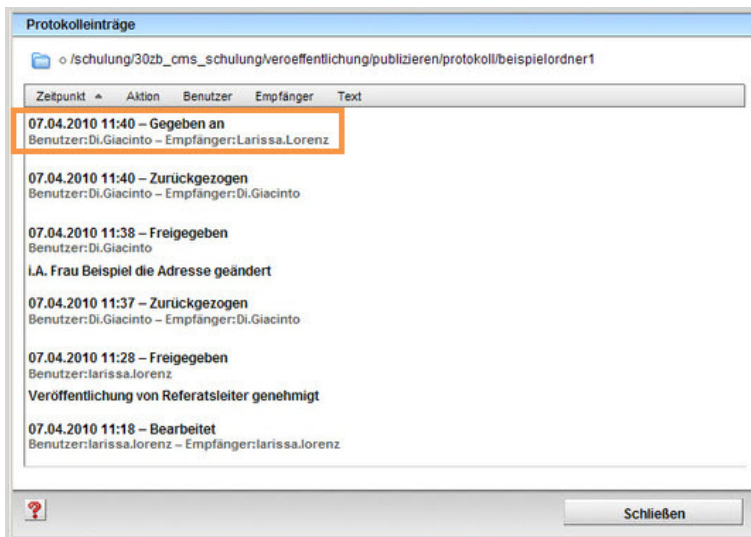 Protokolleinträge
o /schulung/30zb_cms_schulung/veroeffentlichung/publizieren/protokoll/beispielordner1
Zeitpunkt Aktion Benutzer Empfänger Text
07.04.2010 11:40 – Gegeben an
Benutzer:Di.Giacinto – Empfänger:Larissa.Lorenz
07.04.2010 11:40 – Zurückgezogen
Benutzer:Di.Giacinto – Empfänger:Di.Giacinto
07.04.2010 11:38 – Freigegeben
Benutzer:Di.Giacinto
i.A. Frau Beispiel die Adresse geändert
07.04.2010 11:37 – Zurückgezogen
Benutzer:Di.Giacinto – Empfänger:Di.Giacinto
07.04.2010 11:28 – Freigegeben
Benutzer:larissa.lorenz
Veröffentlichung von Referatsleiter genehmigt
07.04.2010 11:18 – Bearbeitet
Benutzer:larissa.lorenz – Empfänger:larissa.lorenz
?
Schließen